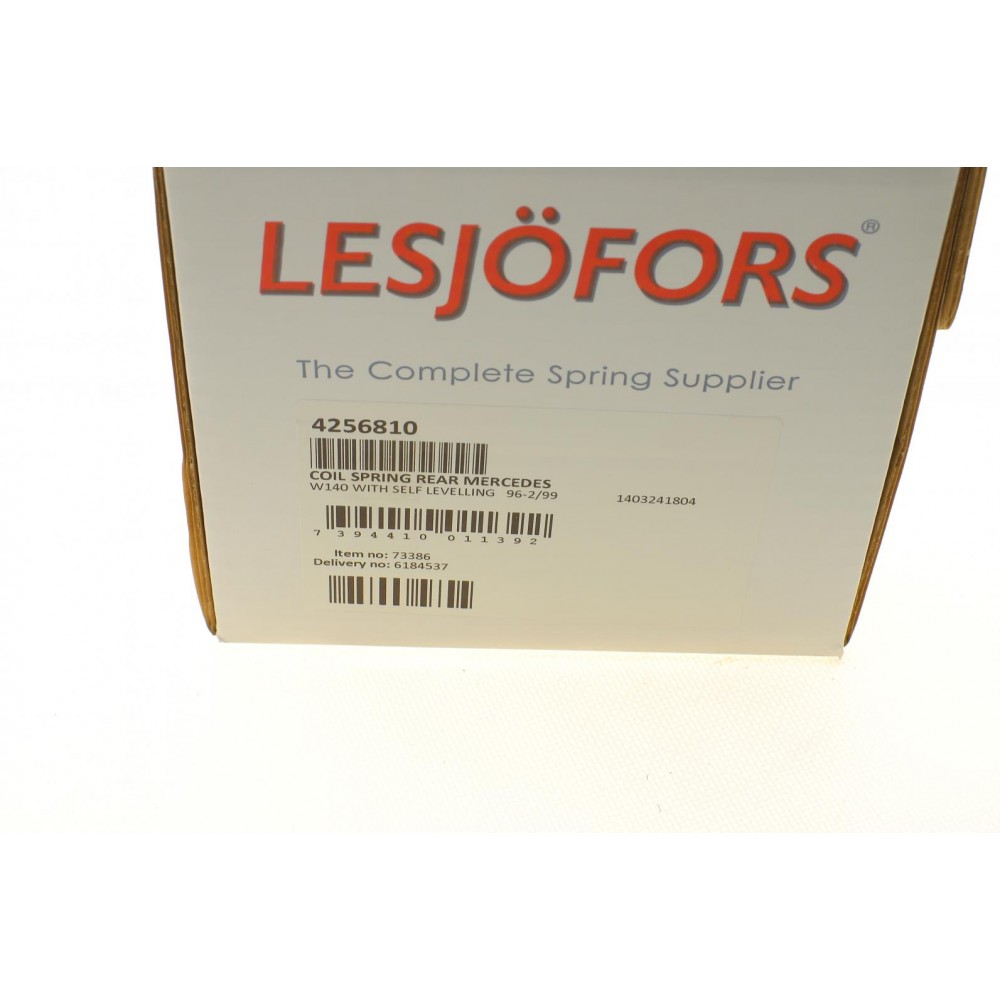 LESJÖFORS®
The Complete Spring Supplier
4256810
COIL SPRING REAR MERCEDES
W140 WITH SELF LEVELLING 96-2/99 1403241804
7 394410 011392
Item no: 73386
Delivery no: 6184537